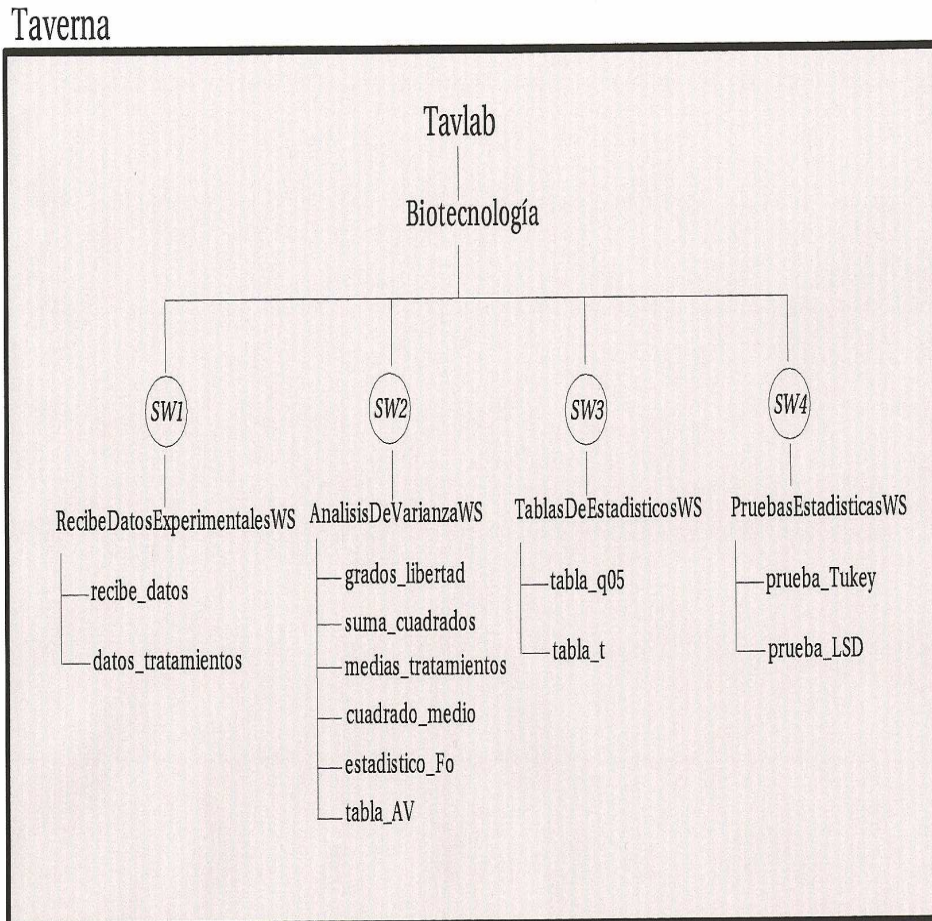 Taverna
Tavlab
Biotecnología
SW1
SW2
SW3
SW4
RecibeDatosExperimentalesWS
AnalisisDeVarianzaWS
TablasDeEstadisticosWS
PruebasEstadisticasWS
recibe_datos
datos_tratamientos
grados_libertad
suma_cuadrados
medias_tratamientos
cuadrado_medio
estadistico_Fo
tabla_AV
tabla_q05
tabla_t
prueba_Tukey
prueba_LSD